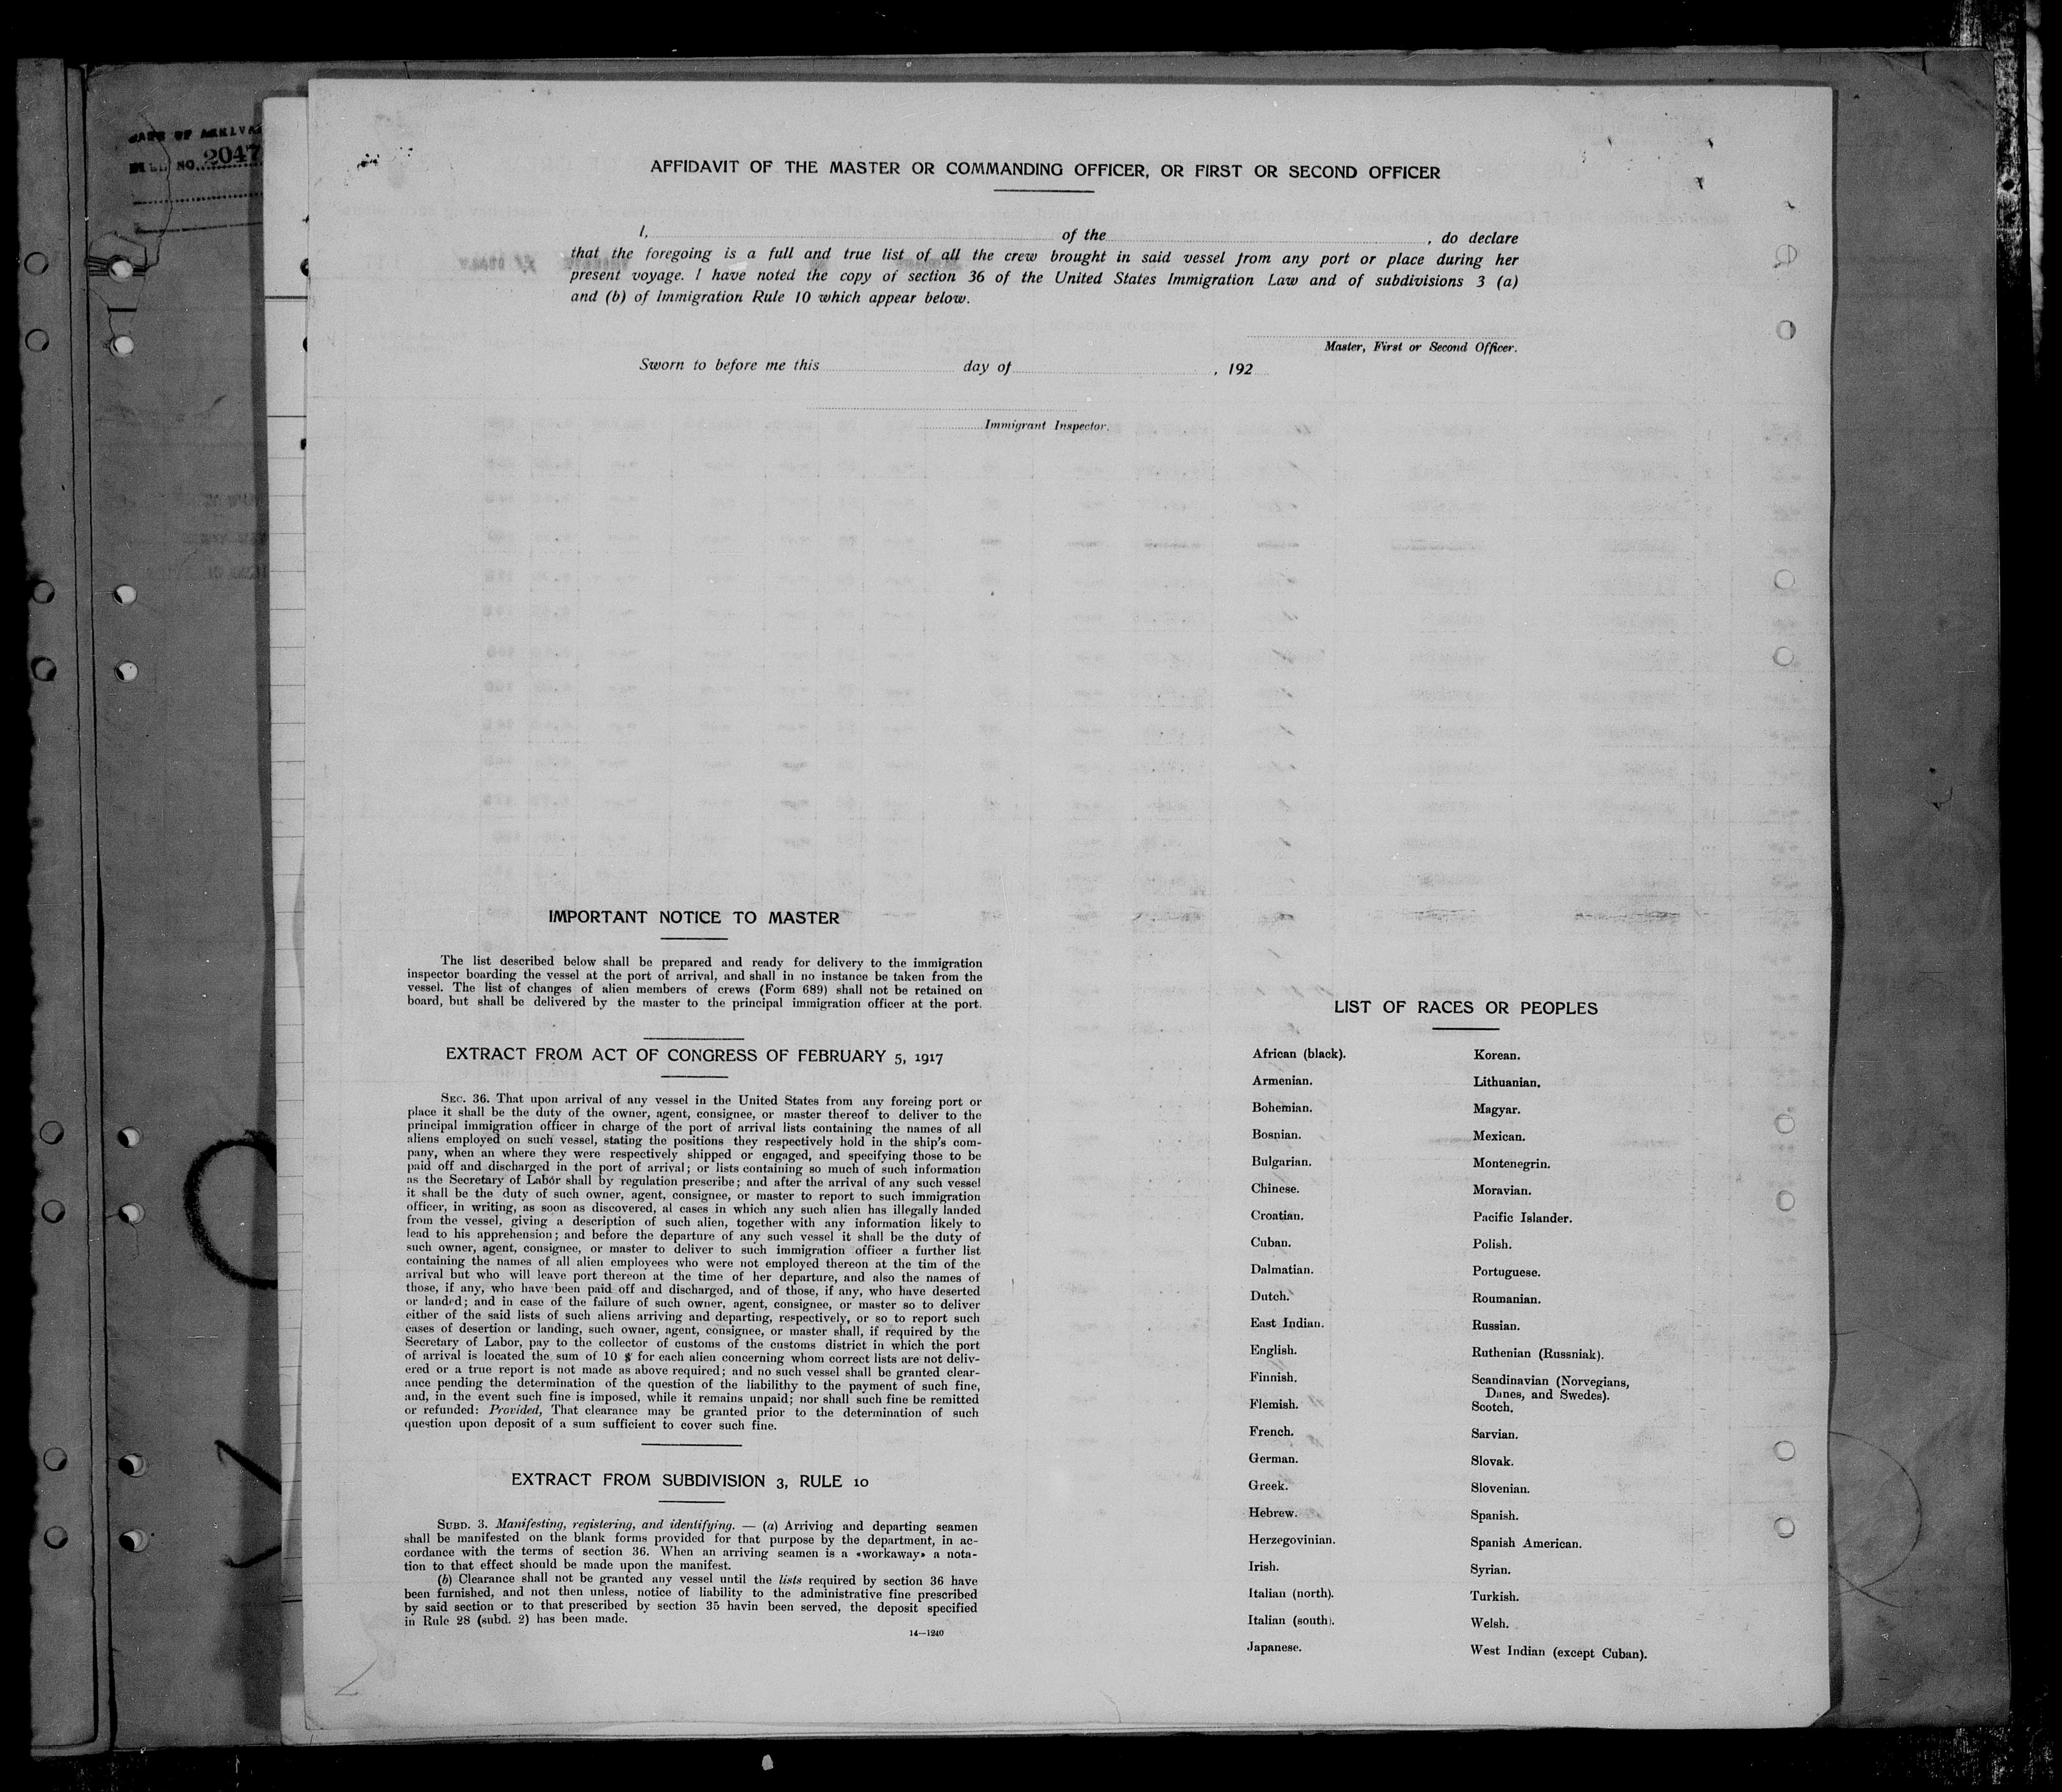 DATE OF ARRIVAL
NO. 2047
AFFIDAVIT OF THE MASTER OR COMMANDING OFFICER, OR FIRST OR SECOND OFFICER
I, of the , do declare
that the foregoing is a full and true list of all the crew brought in said vessel from any port or place during her
present voyage. I have noted the copy of section 36 of the United States Immigration Law and of subdivisions 3 (a)
and (b) of Immigration Rule 10 which appear below.
Master, First or Second Officer.
Sworn to before me this day of , 192
Immigrant Inspector.
IMPORTANT NOTICE TO MASTER
The list described below shall be prepared and ready for delivery to the immigration
inspector boarding the vessel at the port of arrival, and shall in no instance be taken from the
vessel. The list of changes of alien members of crews (Form 689) shall not be retained on
board, but shall be delivered by the master to the principal immigration officer at the port.
EXTRACT FROM ACT OF CONGRESS OF FEBRUARY 5, 1917
SEC. 36. That upon arrival of any vessel in the United States from any foreing port or
place it shall be the duty of the owner, agent, consignee, or master thereof to deliver to the
principal immigration officer in charge of the port of arrival lists containing the names of all
aliens employed on such vessel, stating the positions they respectively hold in the ship's com-
pany, when an where they were respectively shipped or engaged, and specifying those to be
paid off and discharged in the port of arrival; or lists containing so much of such information
as the Secretary of Labor shall by regulation prescribe; and after the arrival of any such vessel
it shall be the duty of such owner, agent, consignee, or master to report to such immigration
officer, in writing, as soon as discovered, al cases in which any such alien has illegally landed
from the vessel, giving a description of such alien, together with any information likely to
lead to his apprehension; and before the departure of any such vessel it shall be the duty of
such owner, agent, consignee, or master to deliver to such immigration officer a further list
containing the names of all alien employees who were not employed thereon at the tim of the
arrival but who will leave port thereon at the time of her departure, and also the names of
those, if any, who have been paid off and discharged, and of those, if any, who have deserted
or landed; and in case of the failure of such owner, agent, consignee, or master so to deliver
either of the said lists of such aliens arriving and departing, respectively, or so to report such
cases of desertion or landing, such owner, agent, consignee, or master shall, if required by the
Secretary of Labor, pay to the collector of customs of the customs district in which the port
of arrival is located the sum of 10 $ for each alien concerning whom correct lists are not deliv-
ered or a true report is not made as above required; and no such vessel shall be granted clear-
ance pending the determination of the question of the liabilithy to the payment of such fine,
and, in the event such fine is imposed, while it remains unpaid; nor shall such fine be remitted
or refunded: Provided, That clearance may be granted prior to the determination of such
question upon deposit of a sum sufficient to cover such fine.
EXTRACT FROM SUBDIVISION 3, RULE 10
SUBD. 3. Manifesting, registering, and identifying. — (a) Arriving and departing seamen
shall be manifested on the blank forms provided for that purpose by the department, in ac-
cordance with the terms of section 36. When an arriving seamen is a «workaway» a nota-
tion to that effect should be made upon the manifest.
(b) Clearance shall not be granted any vessel until the lists required by section 36 have
been furnished, and not then unless, notice of liability to the administrative fine prescribed
by said section or to that prescribed by section 35 havin been served, the deposit specified
in Rule 28 (subd. 2) has been made.
14—1240
LIST OF RACES OR PEOPLES
African (black).
Armenian.
Bohemian.
Bosnian.
Bulgarian.
Chinese.
Croatian.
Cuban.
Dalmatian.
Dutch.
East Indian.
English.
Finnish.
Flemish.
French.
German.
Greek.
Hebrew.
Herzegovinian.
Irish.
Italian (north).
Italian (south).
Japanese.
Korean.
Lithuanian.
Magyar.
Mexican.
Montenegrin.
Moravian.
Pacific Islander.
Polish.
Portuguese.
Roumanian.
Russian.
Ruthenian (Russniak).
Scandinavian (Norvegians,
Danes, and Swedes).
Scotch.
Sarvian.
Slovak.
Slovenian.
Spanish.
Spanish American.
Syrian.
Turkish.
Welsh.
West Indian (except Cuban).